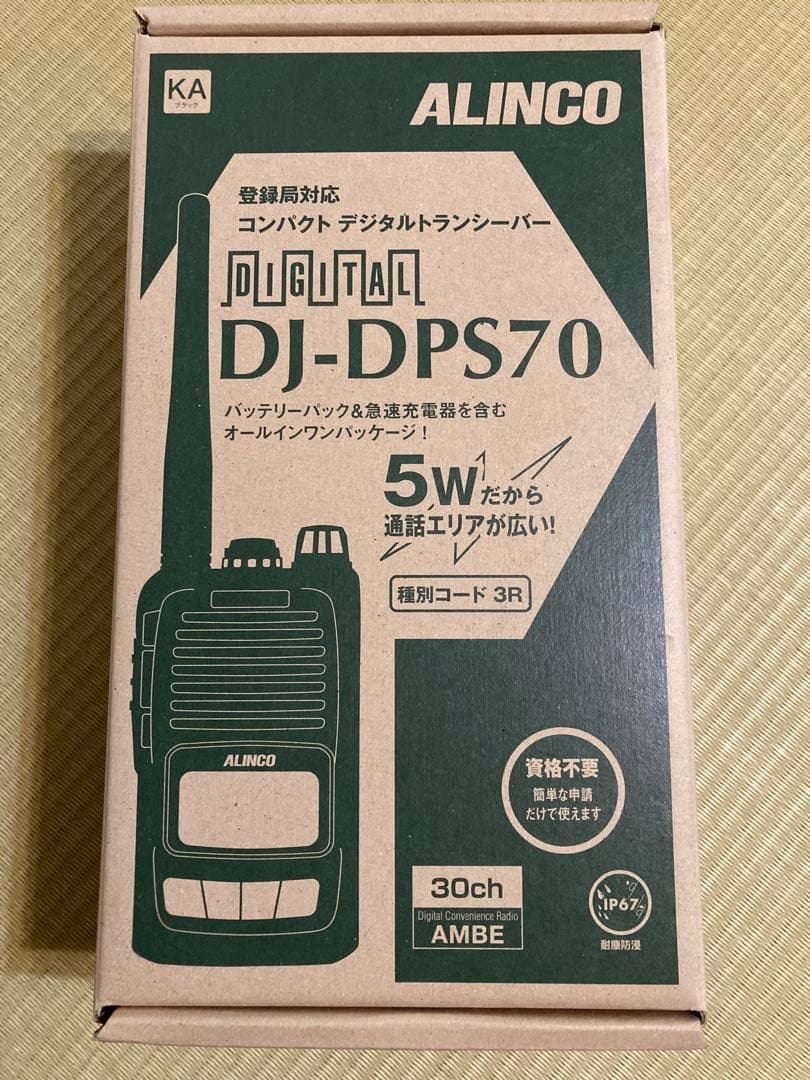 KA
ブラック
ALINCO
登録局対応
コンパクト デジタルトランシーバー
DIGITAL
DJ-DPS70
バッテリーパック&急速充電器を含む
オールインワンパッケージ！
5Wだから
通話エリアが広い!
種別コード 3R
ALINCO
資格不要
簡単な申請
だけで使えます
30ch
Digital Convenience Radio
AMBE
IP67
耐塵防浸